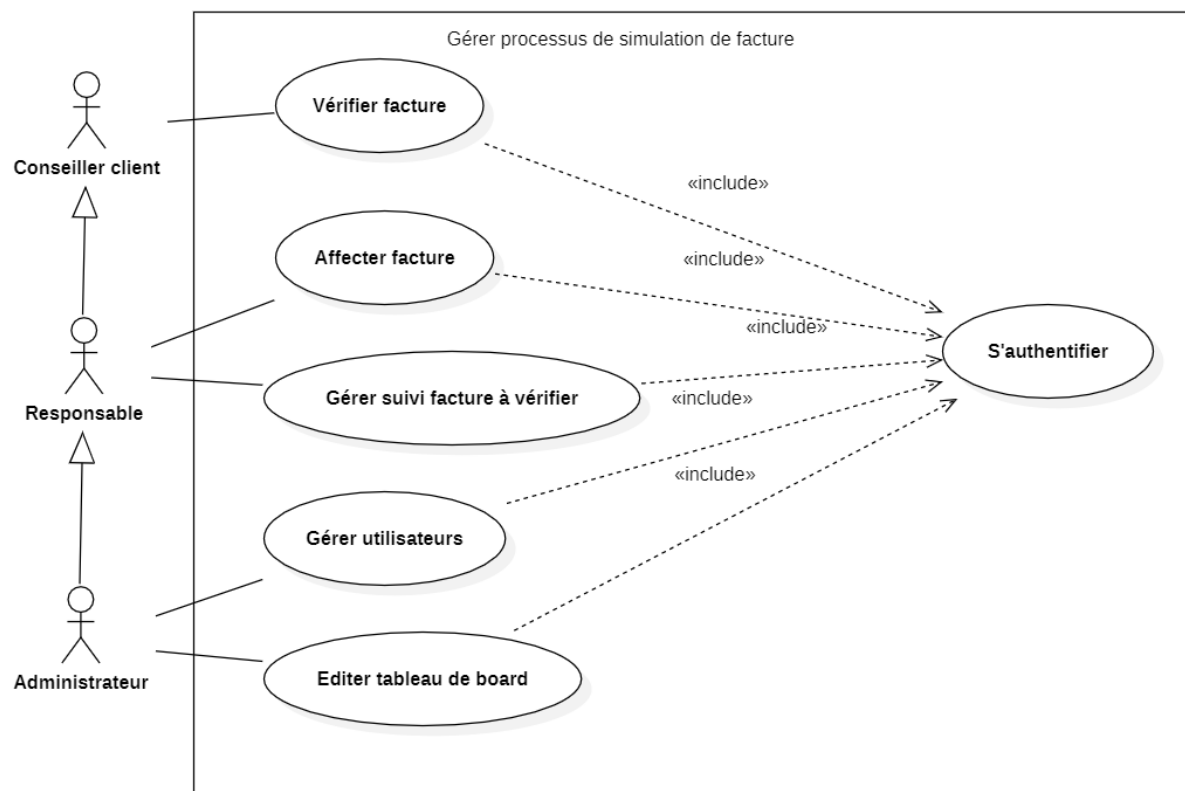 Gérer processus de simulation de facture
Vérifier facture
Conseiller client
«include»
Affecter facture
«include»
«include»
S'authentifier
Gérer suivi facture à vérifier
«include»
Responsable
«include»
Gérer utilisateurs
Editer tableau de board
Administrateur